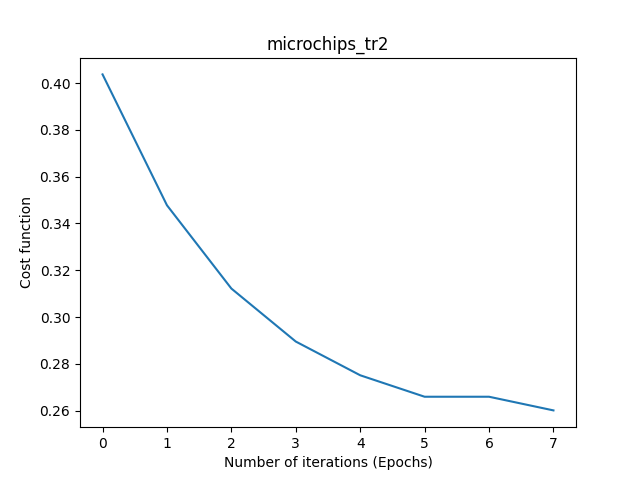 microchips_tr2
0.40
0.38
0.36
0.34
0.32
0.30
0.28
0.26
Cost function
0 1 2 3 4 5 6 7
Number of iterations (Epochs)